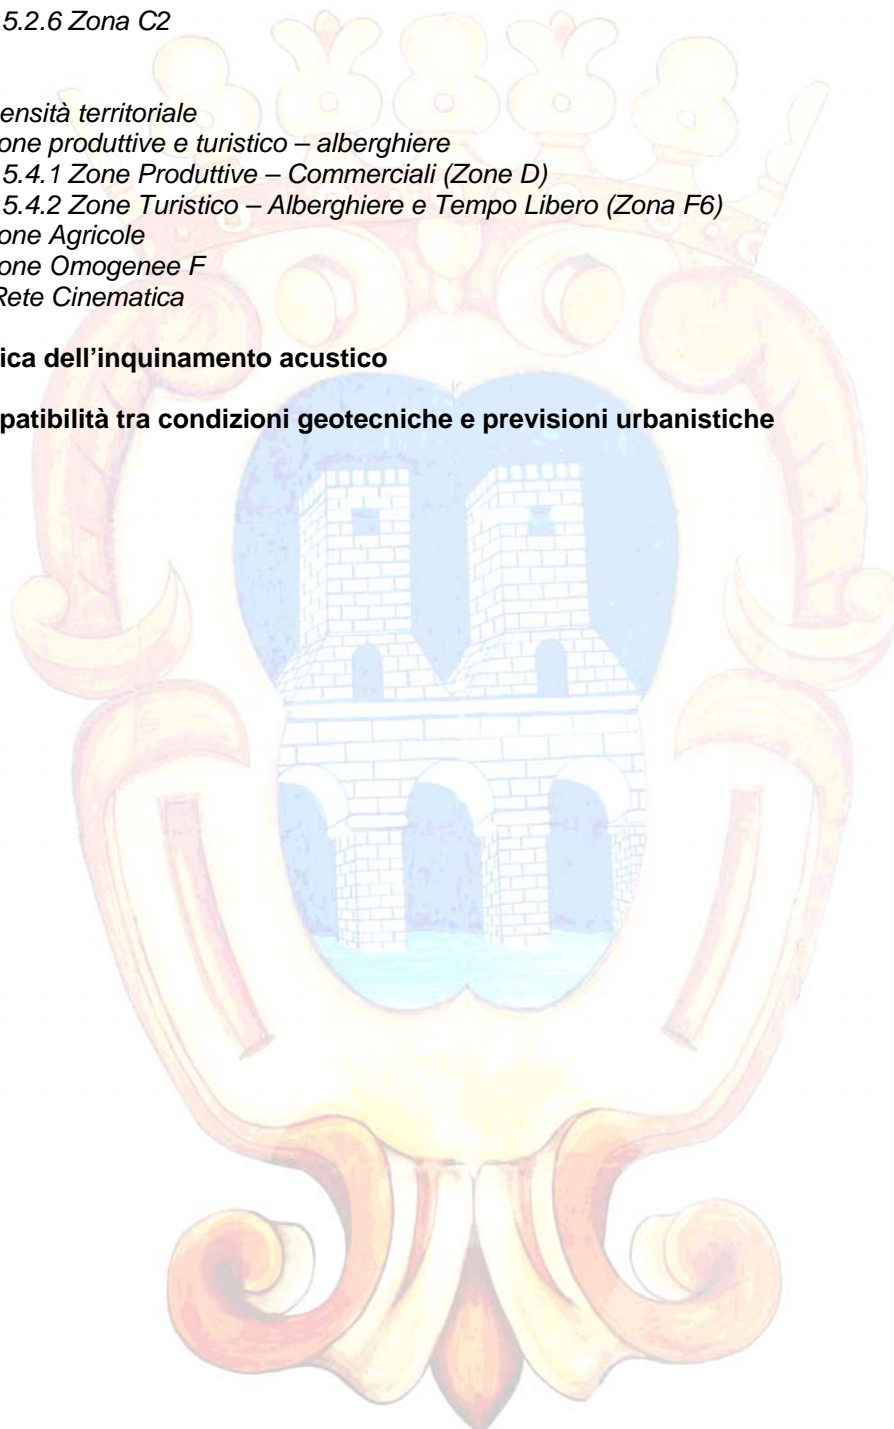 5.2.6 Zona C2
ensità territoriale
one produttive e turistico – alberghiere
5.4.1 Zone Produttive – Commerciali (Zone D)
5.4.2 Zone Turistico – Alberghiere e Tempo Libero (Zona F6)
one Agricole
one Omogenee F
Rete Cinematica
ica dell’inquinamento acustico
patibilità tra condizioni geotecniche e previsioni urbanistiche